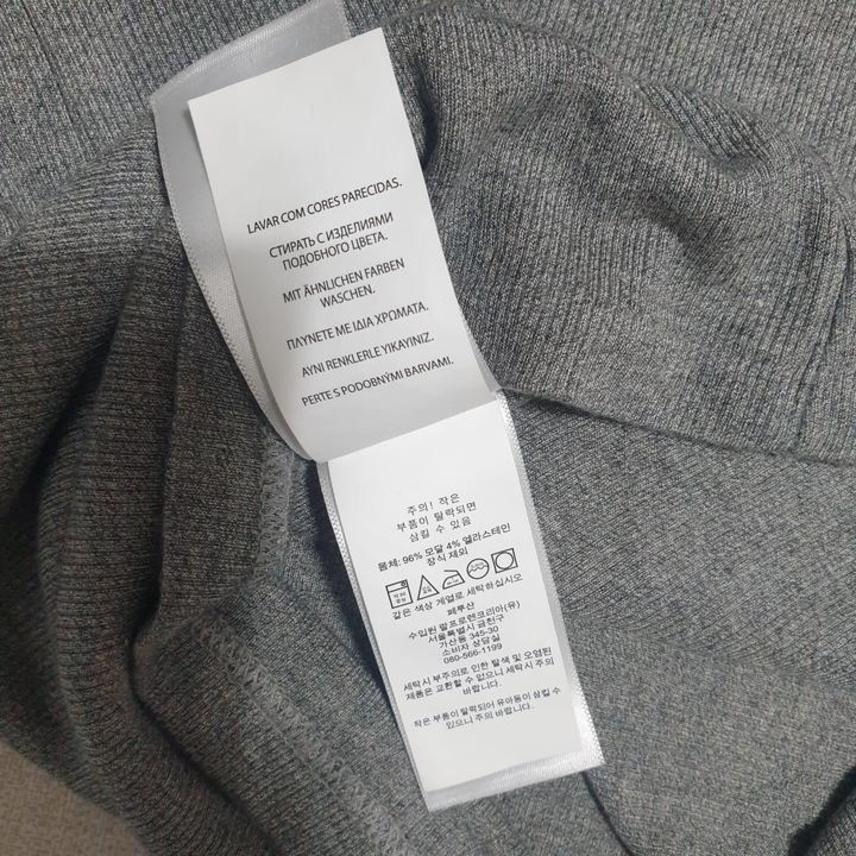 LAVAR COM CORES PARECIDAS.
СТИРАТЬ С ИЗДЕЛИЯМИ
ПОДОБНОГО ЦВЕТА.
MIT ÄHNLICHEN FARBEN
WASCHEN.
ΠΛΥΝΕΤΕ ΜΕ ΙΔΙΑ ΧΡΩΜΑΤΑ.
AYNI RENKLERLE YIKAYINIZ.
PERTE S PODOBNÝMI BARVAMI.
주의! 작은
부품이 탈락되면
삼킬 수 있음
몸체: 96% 모달 4% 엘라스테인
장식 제외
같은 색상 계열로 세탁하십시오
페루산
수입원 랄프로렌코리아(유)
서울특별시 금천구
가산동 345-30
소비자 상담실
080-566-1199
세탁시 부주의로 인한 탈색 및 오염된
제품은 교환할 수 없으니 세탁시 주의
바랍니다.
작은 부품이 탈락되어 유아동이 삼킬 수
있으니 주의 바랍니다.